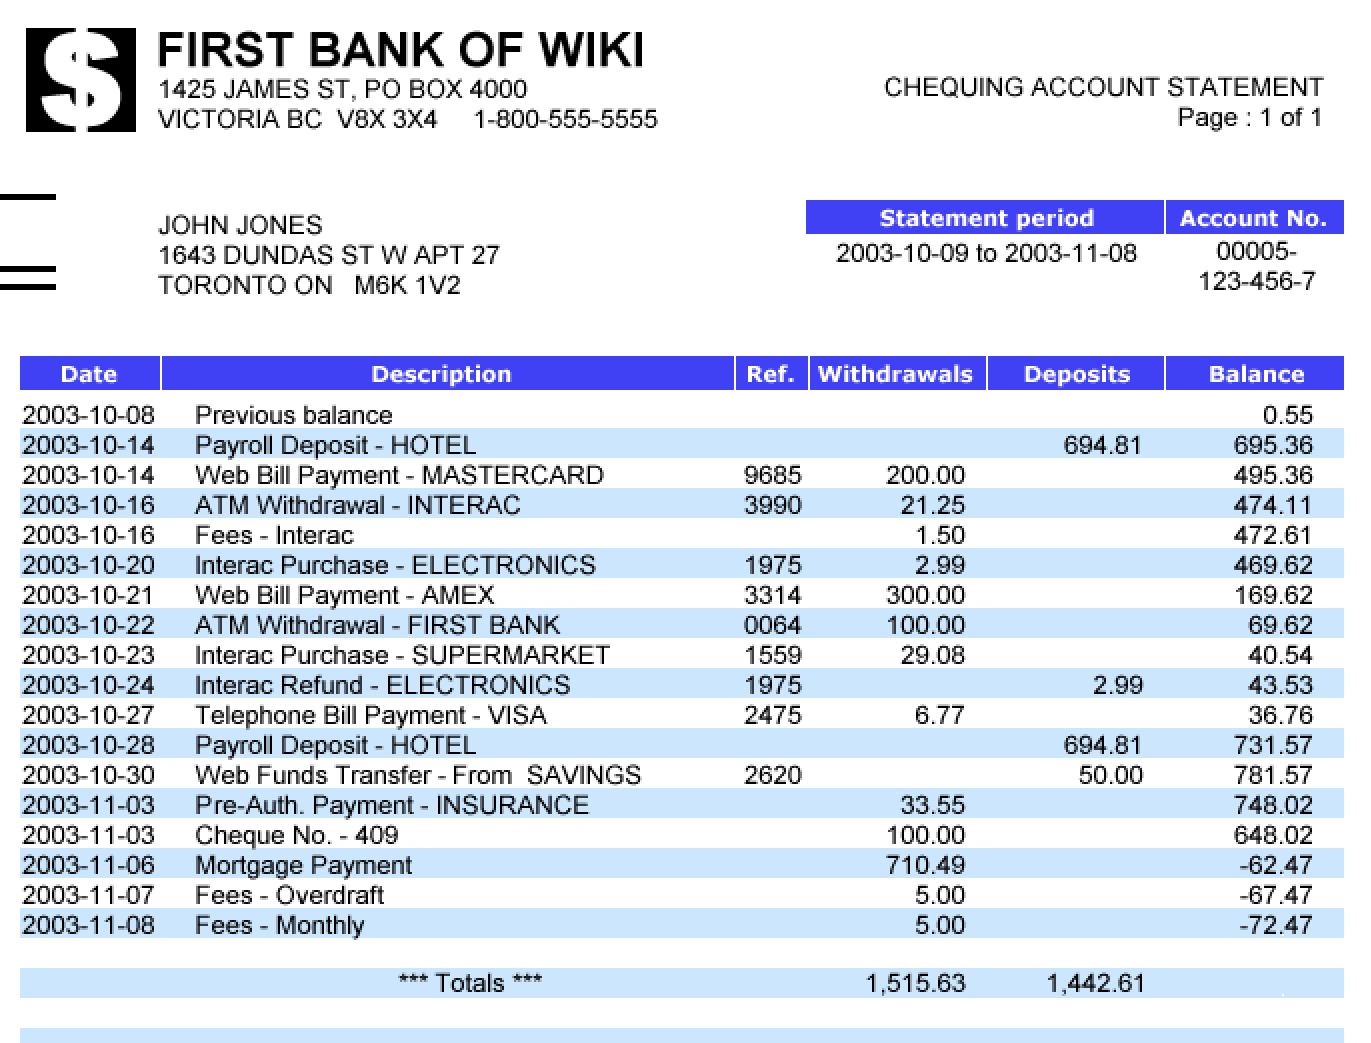 $
FIRST BANK OF WIKI
1425 JAMES ST, PO BOX 4000
VICTORIA BC V8X 3X4 1-800-555-5555
CHEQUING ACCOUNT STATEMENT
Page : 1 of 1
JOHN JONES
1643 DUNDAS ST W APT 27
TORONTO ON M6K 1V2
Statement period Account No.
2003-10-09 to 2003-11-08 00005-
123-456-7
Date Description Ref. Withdrawals Deposits Balance
2003-10-08 Previous balance 0.55
2003-10-14 Payroll Deposit - HOTEL 694.81 695.36
2003-10-14 Web Bill Payment - MASTERCARD 9685 200.00 495.36
2003-10-16 ATM Withdrawal - INTERAC 3990 21.25 474.11
2003-10-16 Fees - Interac 1.50 472.61
2003-10-20 Interac Purchase - ELECTRONICS 1975 2.99 469.62
2003-10-21 Web Bill Payment - AMEX 3314 300.00 169.62
2003-10-22 ATM Withdrawal - FIRST BANK 0064 100.00 69.62
2003-10-23 Interac Purchase - SUPERMARKET 1559 29.08 40.54
2003-10-24 Interac Refund - ELECTRONICS 1975 2.99 43.53
2003-10-27 Telephone Bill Payment - VISA 2475 6.77 36.76
2003-10-28 Payroll Deposit - HOTEL 694.81 731.57
2003-10-30 Web Funds Transfer - From SAVINGS 2620 50.00 781.57
2003-11-03 Pre-Auth. Payment - INSURANCE 33.55 748.02
2003-11-03 Cheque No. - 409 100.00 648.02
2003-11-06 Mortgage Payment 710.49 -62.47
2003-11-07 Fees - Overdraft 5.00 -67.47
2003-11-08 Fees - Monthly 5.00 -72.47
*** Totals *** 1,515.63 1,442.61